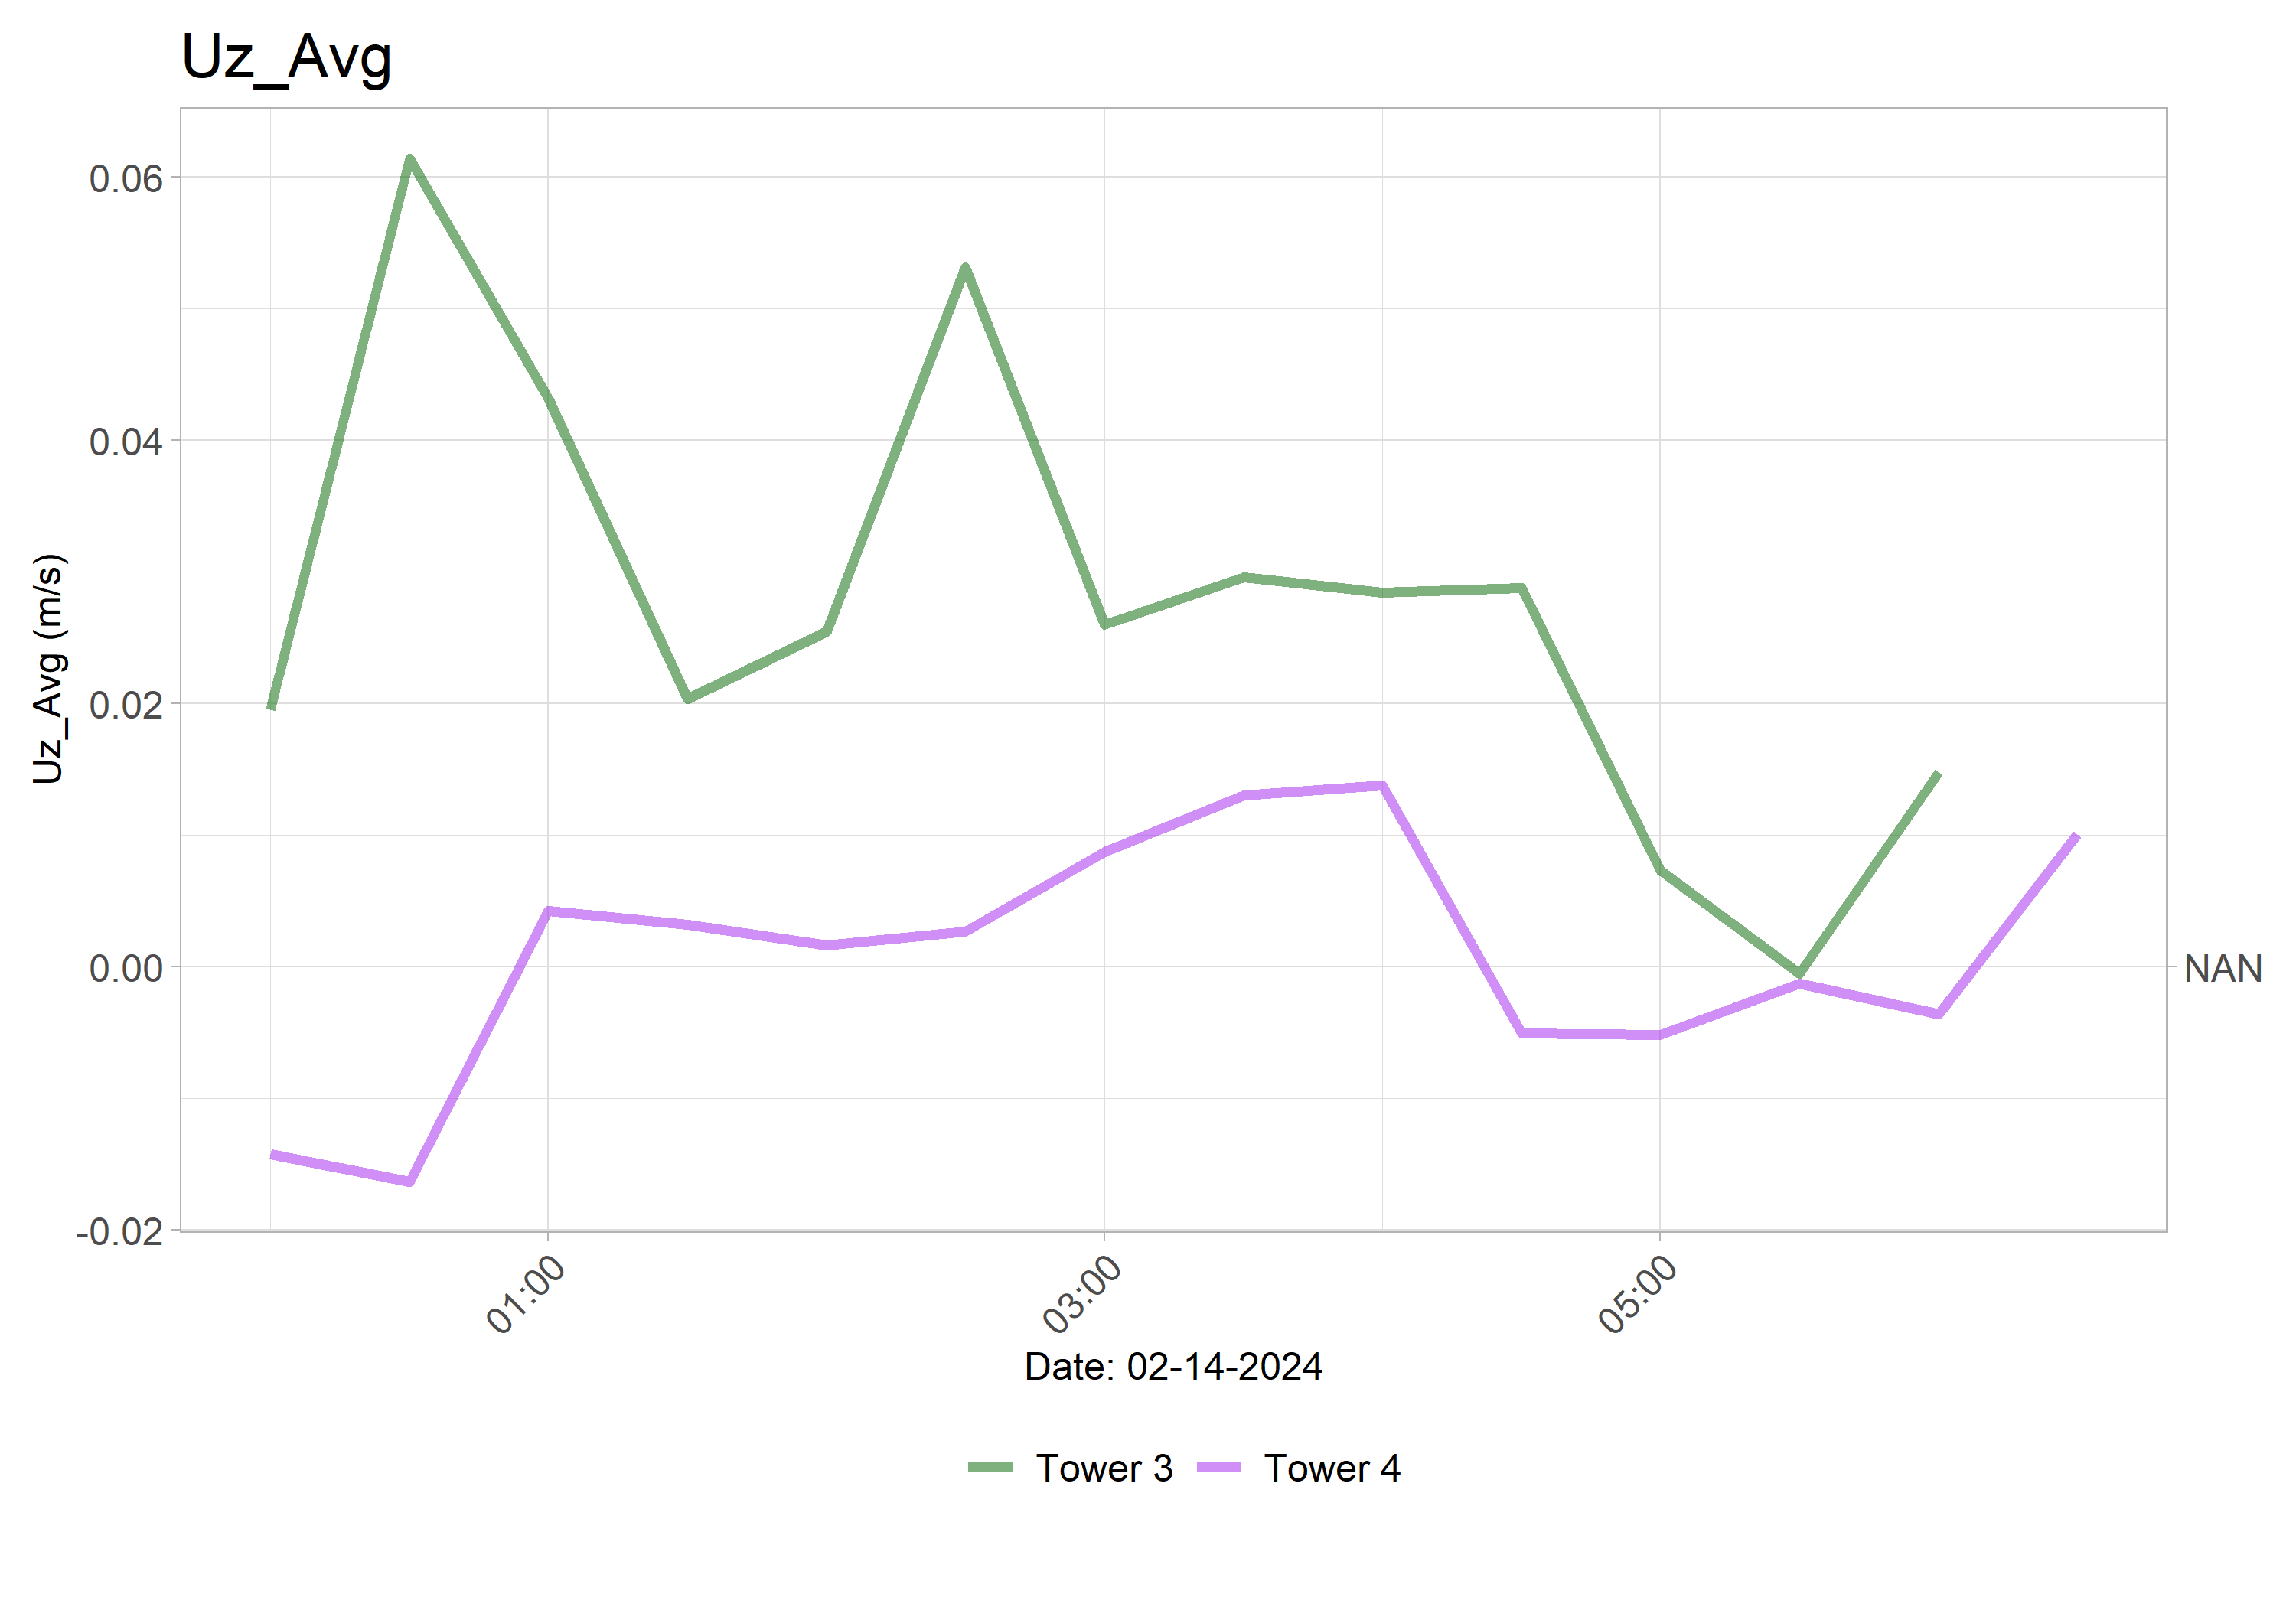 Uz_Avg
Uz_Avg (m/s)
0.06
0.04
0.02
0.00
-0.02
NAN
01:00
03:00
05:00
Date: 02-14-2024
Tower 3
Tower 4